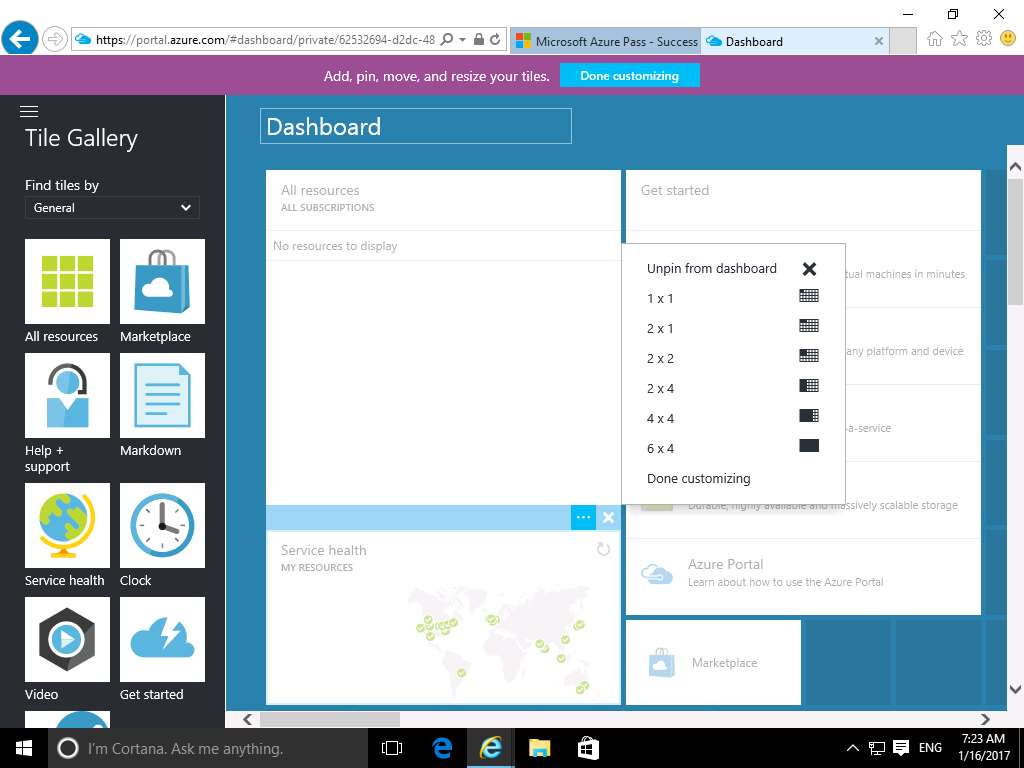 https://portal.azure.com/#dashboard/private/62532694-d2dc-48
Microsoft Azure Pass - Success
Dashboard
Add, pin, move, and resize your tiles.
Done customizing
Tile Gallery
Find tiles by
General
All resources
Marketplace
Help +
support
Markdown
Service health
Clock
Video
Get started
Dashboard
All resources
ALL SUBSCRIPTIONS
No resources to display
Get started
tual machines in minutes
any platform and device
-a-service
Durable, highly available and massively scalable storage
Azure Portal
Learn about how to use the Azure Portal
Unpin from dashboard
1 x 1
2 x 1
2 x 2
2 x 4
4 x 4
6 x 4
Done customizing
Service health
MY RESOURCES
Marketplace
I'm Cortana. Ask me anything.
ENG
7:23 AM
1/16/2017